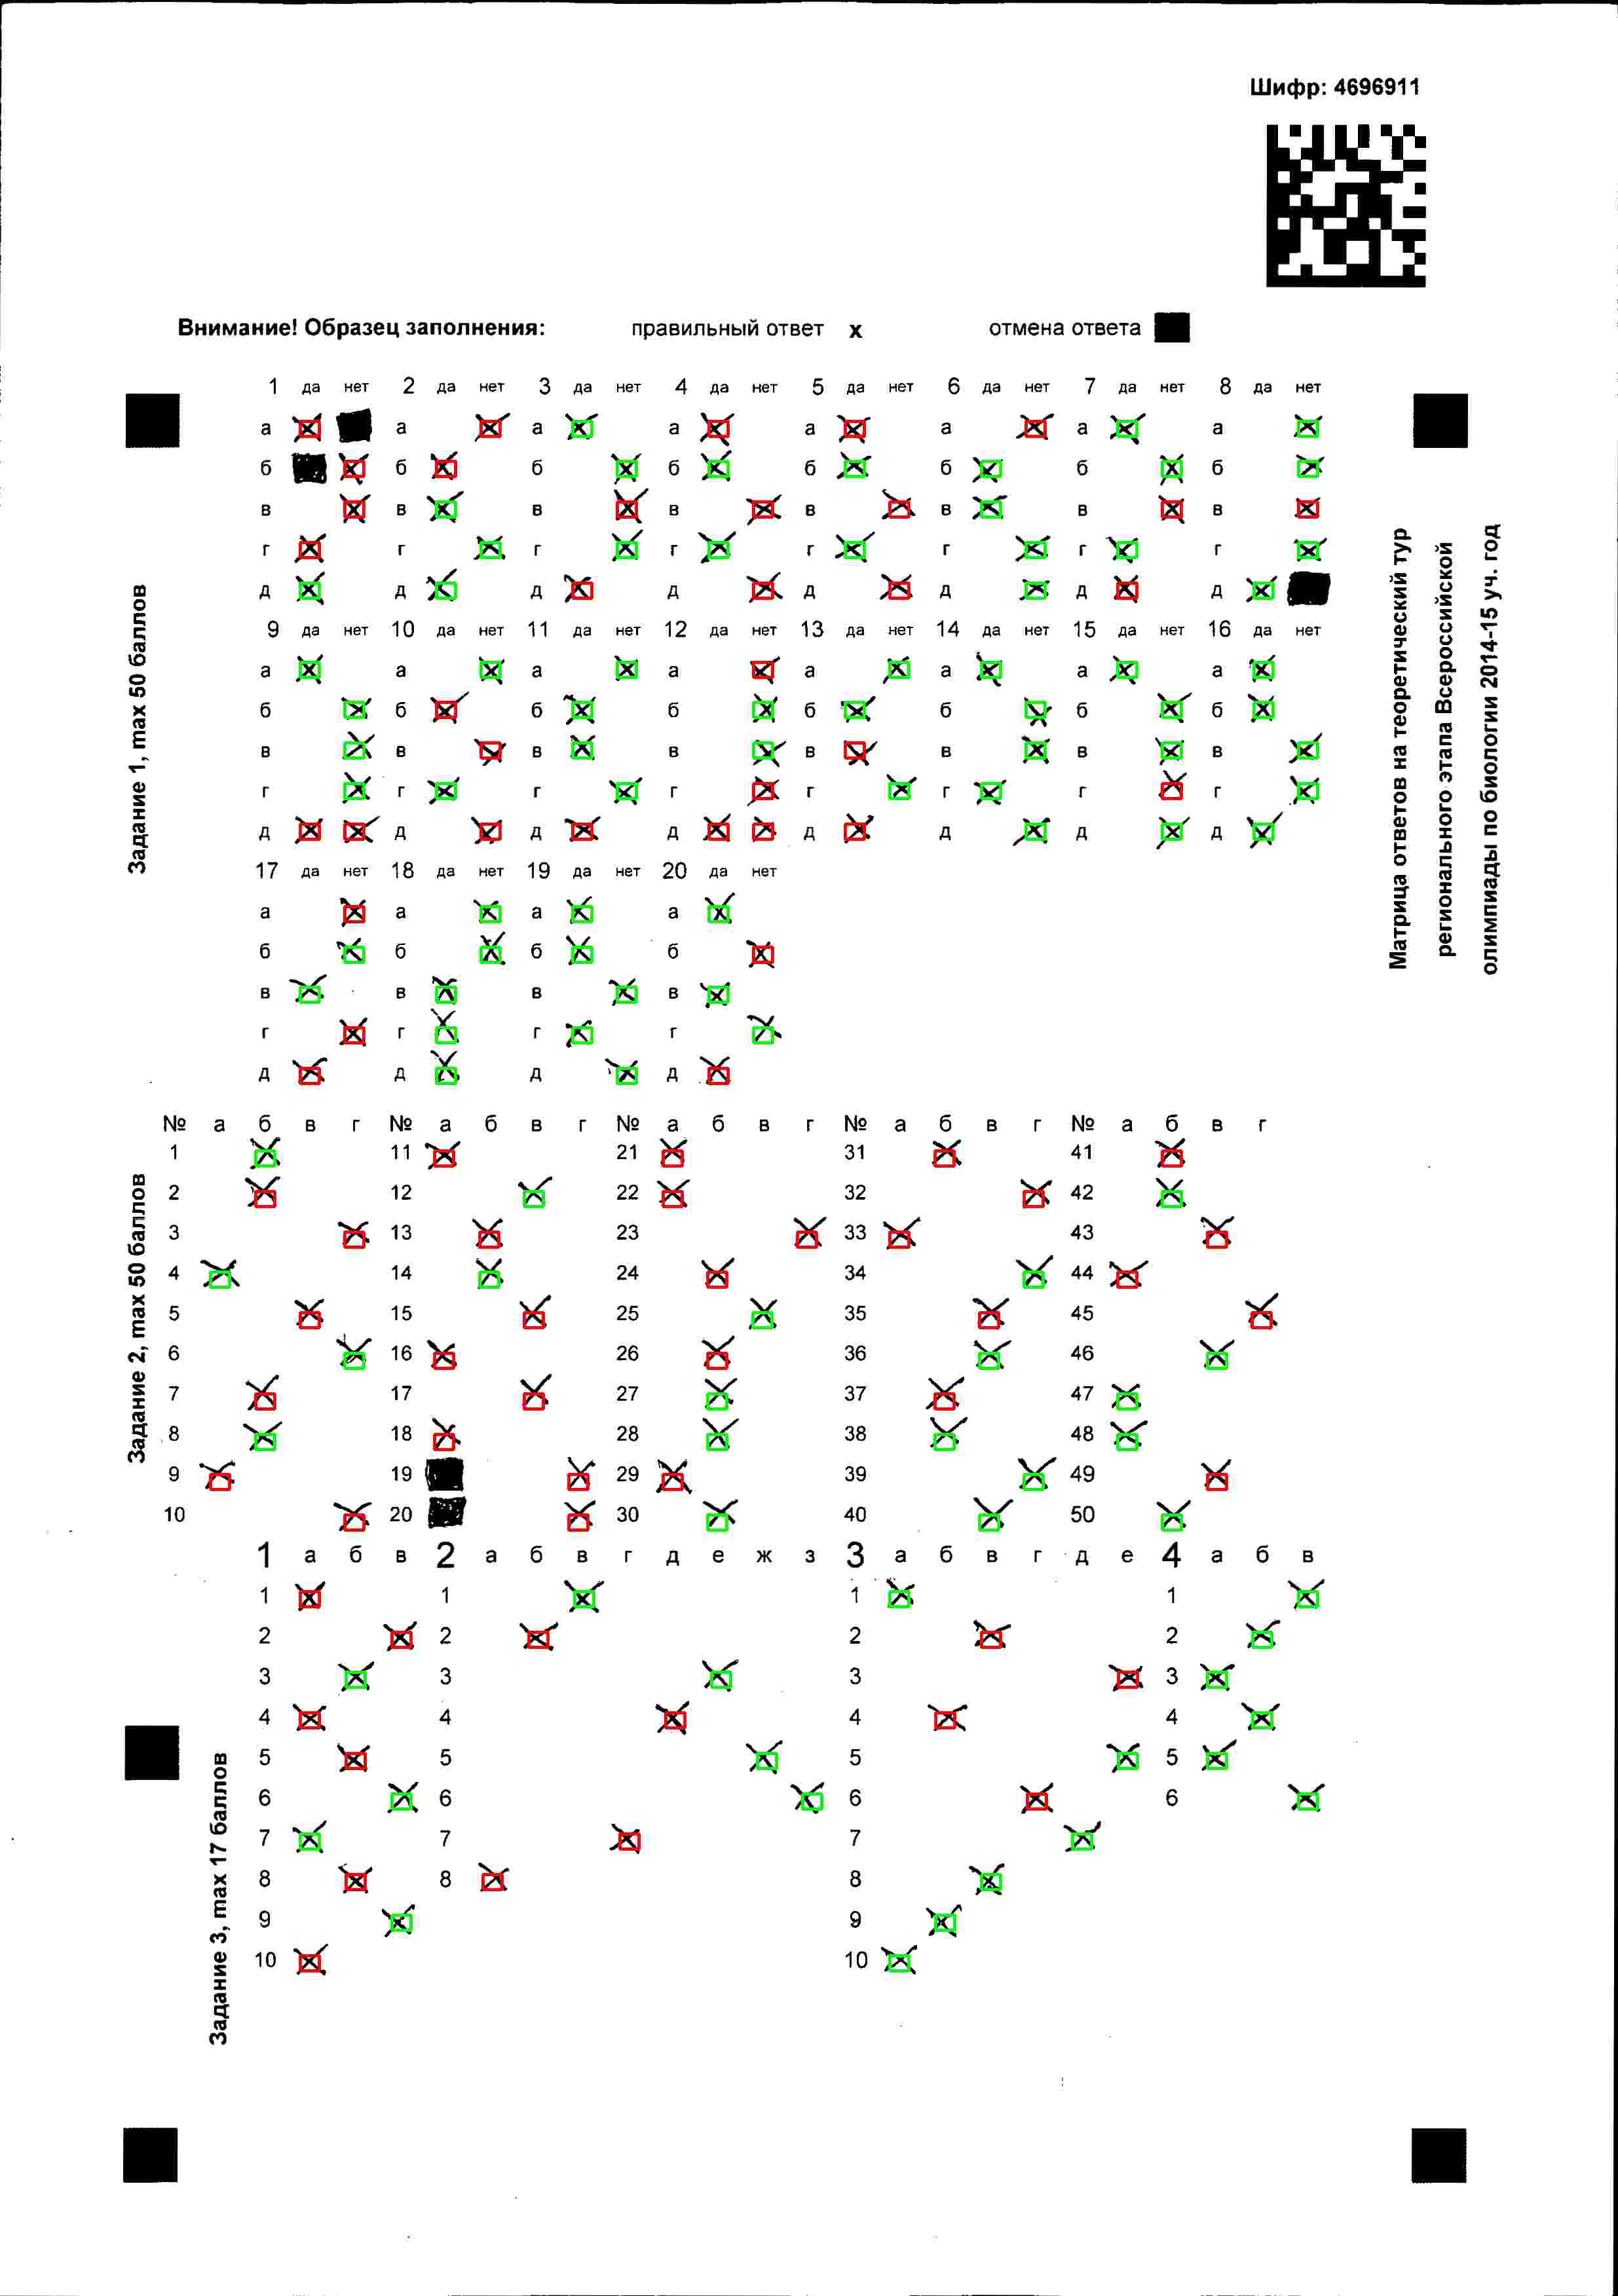 Шифр: 4696911
Внимание! Образец заполнения: правильный ответ х отмена ответа
1 да нет 2 да нет 3 да нет 4 да нет 5 да нет 6 да нет 7 да нет 8 да нет
а а а а а а а а
б б б б б б б б
в в в в в в в в
г г г г г г г г
д д д д д д д д
9 да нет 10 да нет 11 да нет 12 да нет 13 да нет 14 да нет 15 да нет 16 да нет
а а а а а а а а
б б б б б б б б
в в в в в в в в
г г г г г г г г
д д д д д д д д
17 да нет 18 да нет 19 да нет 20 да нет
а а а а
б б б б
в в в в
г г г г
д д д д
Задание 1, max 50 баллов
№ а б в г № а б в г № а б в г № а б в г № а б в г
1 11 21 31 41
2 12 22 32 42
3 13 23 33 43
4 14 24 34 44
5 15 25 35 45
6 16 26 36 46
7 17 27 37 47
8 18 28 38 48
9 19 29 39 49
10 20 30 40 50
Задание 2, max 50 баллов
1 а б в 2 а б в г д е ж з 3 а б в г д е 4 а б в
1 1 1 1
2 2 2 2
3 3 3 3
4 4 4 4
5 5 5 5
6 6 6 6
7 7 7
8 8 8
9 9
10 10
Задание 3, max 17 баллов
Матрица ответов на теоретический тур
регионального этапа Всероссийской
олимпиады по биологии 2014-15 уч. год